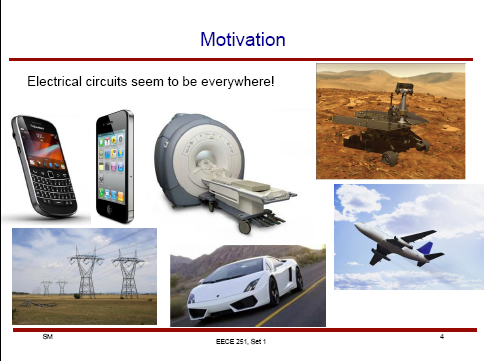 Motivation
Electrical circuits seem to be everywhere!
SM
EECE 251, Set 1
4